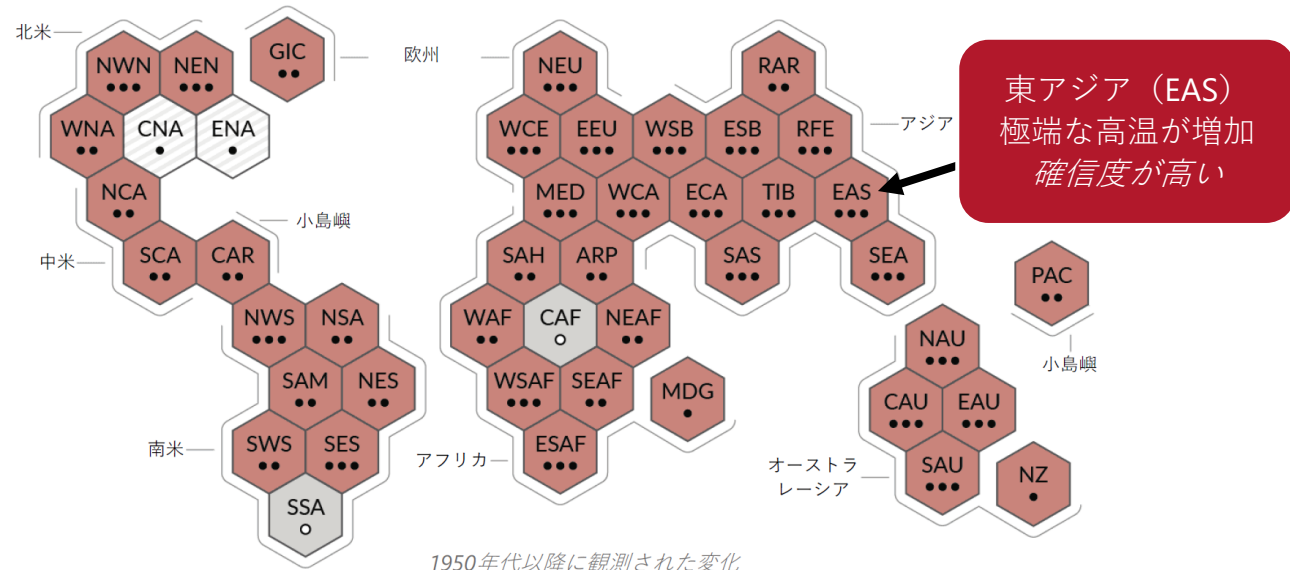 北米
NWN
●●●
NEN
●●●
GIC
●●
欧州
WNA
●●
CNA
●
ENA
●
NCA
●●
小島嶼
中米
SCA
●●
CAR
●●
NWS
●●●
NSA
●●
SAM
●●
NES
●●
南米
SWS
●●
SES
●●●
SSA
○
NEU
●●●
RAR
●●
WCE
●●●
EEU
●●●
WSB
●●●
ESB
●●●
RFE
●●●
アジア
MED
●●●
WCA
●●●
ECA
●●●
TIB
●●●
EAS
●●●
SAH
●●
ARP
●●
SAS
●●●
SEA
●●●
WAF
●●
CAF
○
NEAF
●●
WSAF
●●●
SEAF
●●
MDG
●
アフリカ
ESAF
●●●
東アジア（EAS）
極端な高温が増加
確信度が高い
PAC
●●
小島嶼
NAU
●●●
CAU
●●●
EAU
●●●
オーストラ
レーシア
SAU
●●●
NZ
●
1950年代以降に観測された変化